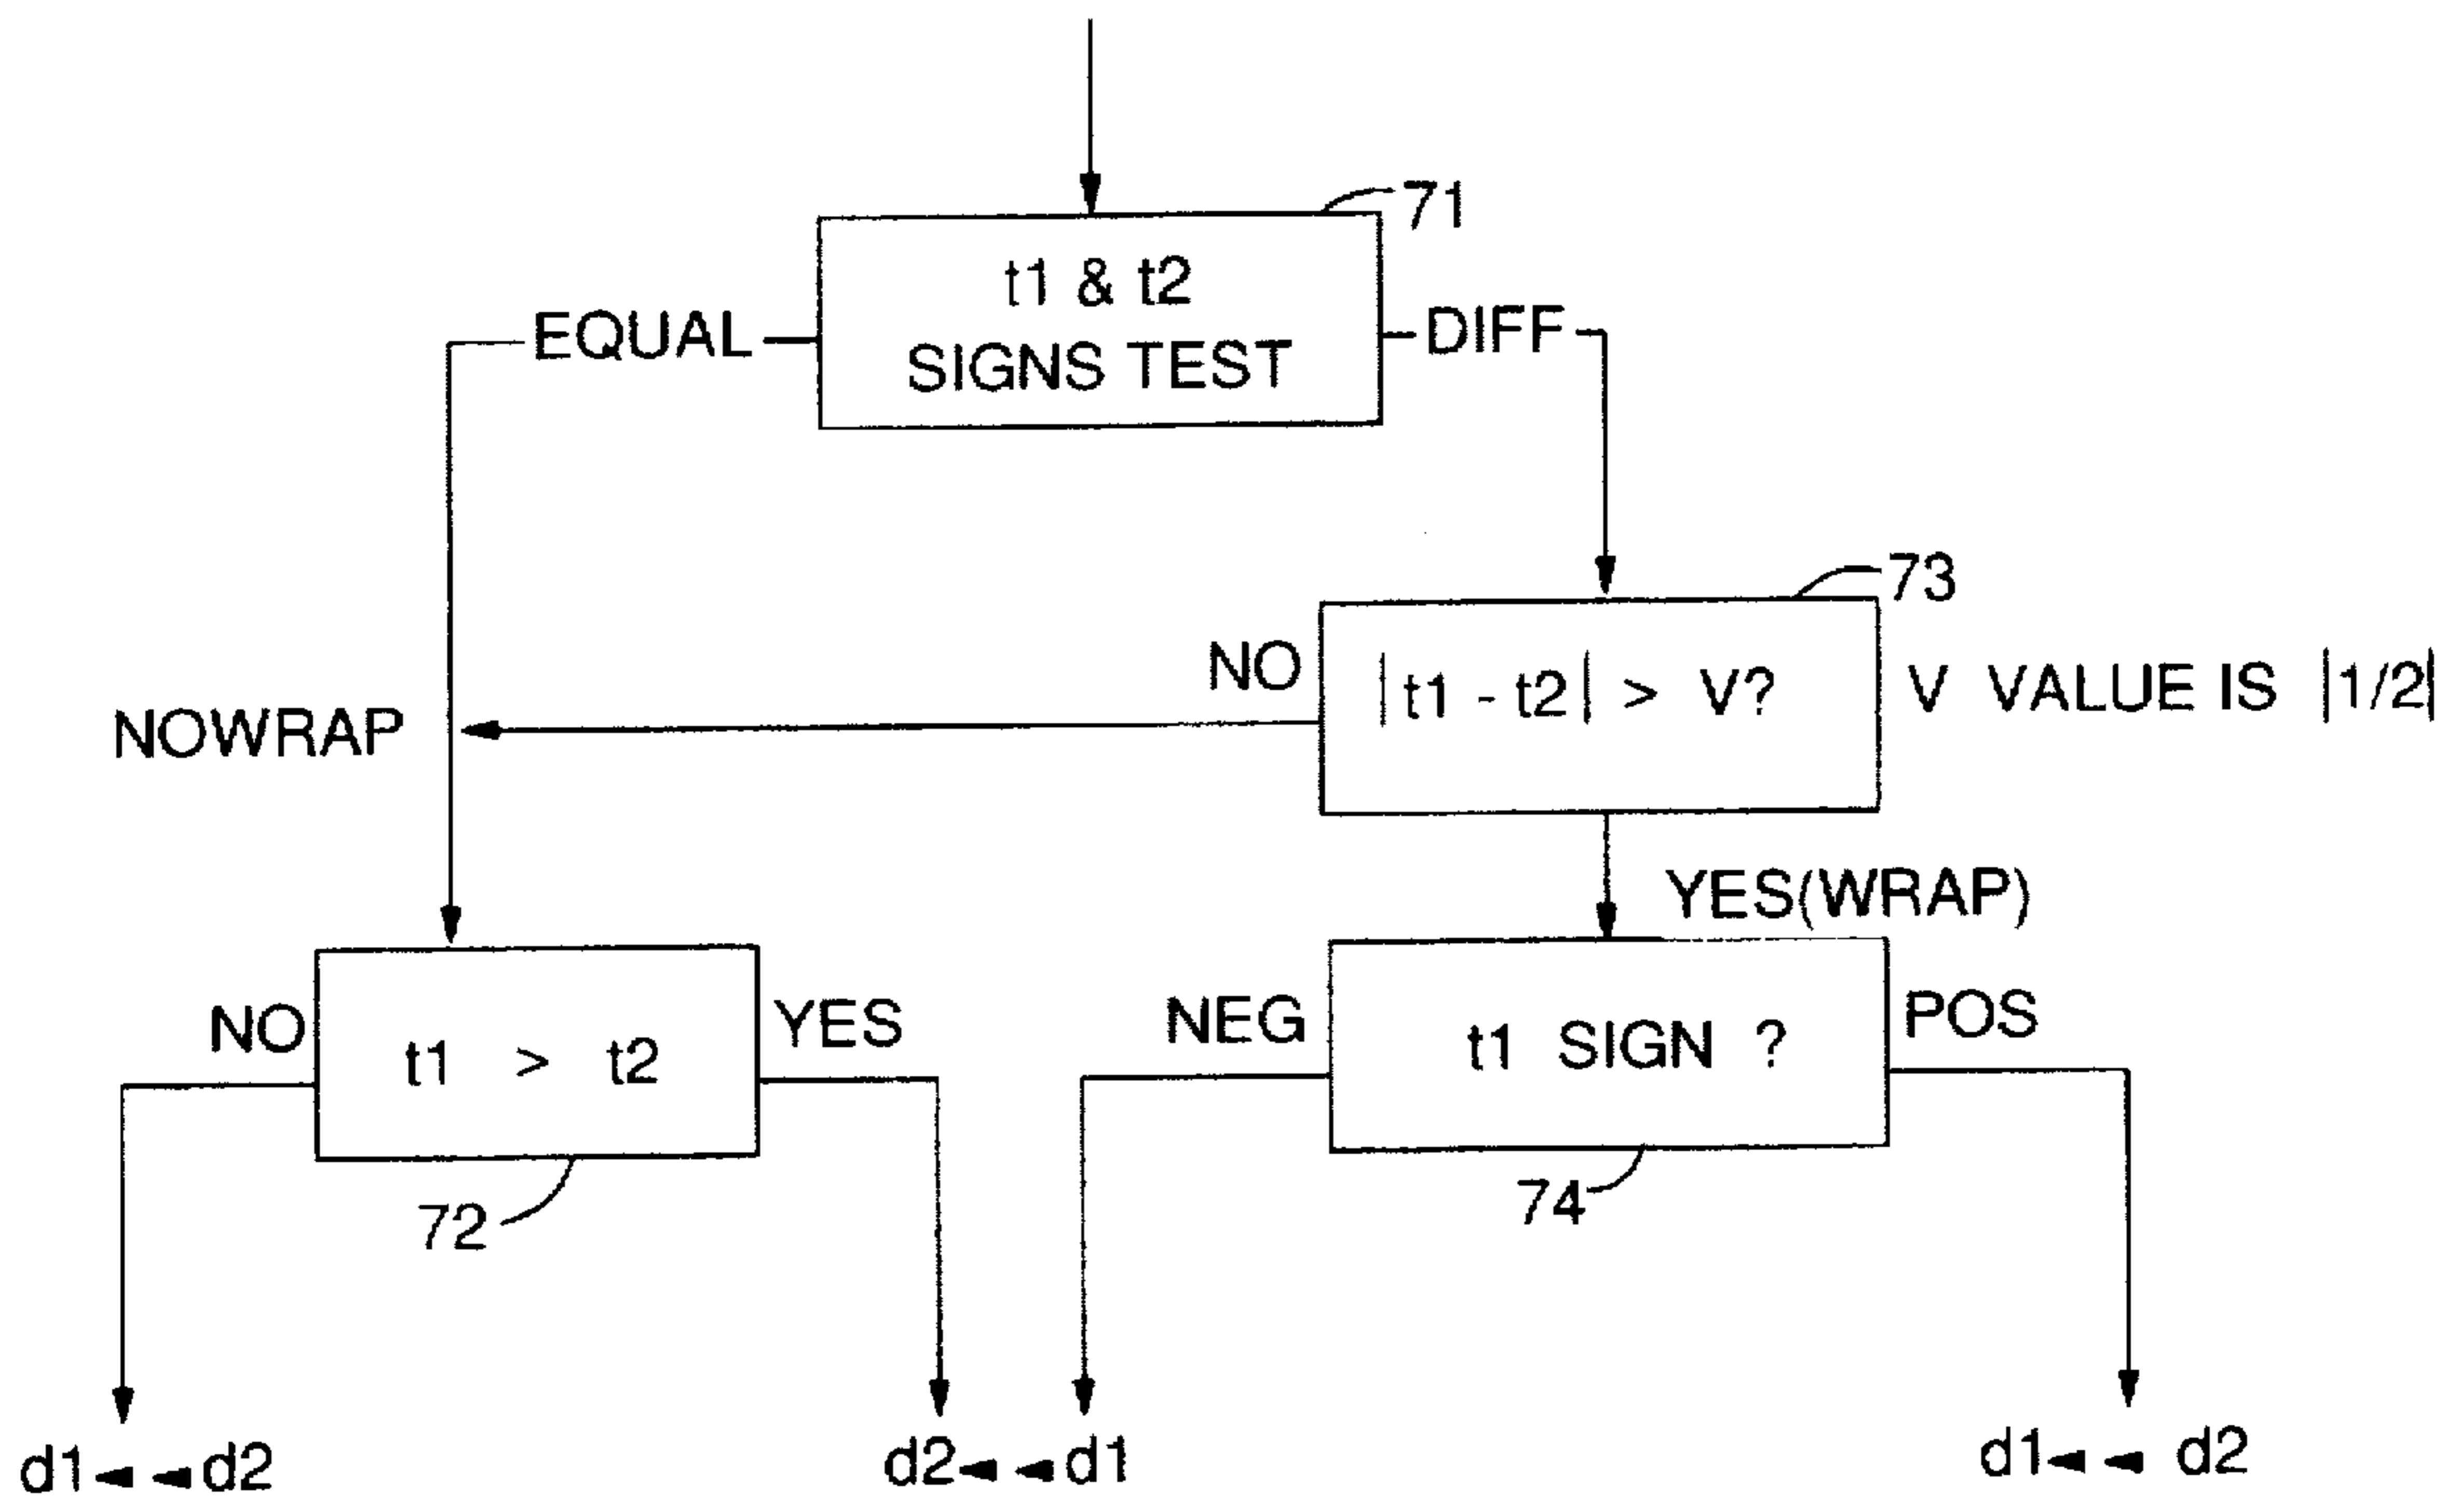 71
t1 & t2
SIGNS TEST
EQUAL
DIFF
73
NO
|t1 - t2| > V?
V VALUE IS |1/2|
NOWRAP
YES(WRAP)
NO
t1 > t2
YES
NEG
t1 SIGN ?
POS
72
74
d1◄ ◄d2
d2◄ ◄d1
d1◄ ◄ d2